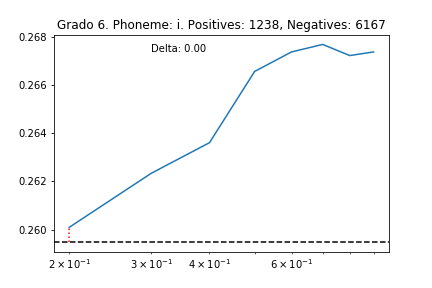 Grado 6. Phoneme: i. Positives: 1238, Negatives: 6167
Delta: 0.00
0.268
0.266
0.264
0.262
0.260
2 × 10⁻¹ 3 × 10⁻¹ 4 × 10⁻¹ 6 × 10⁻¹